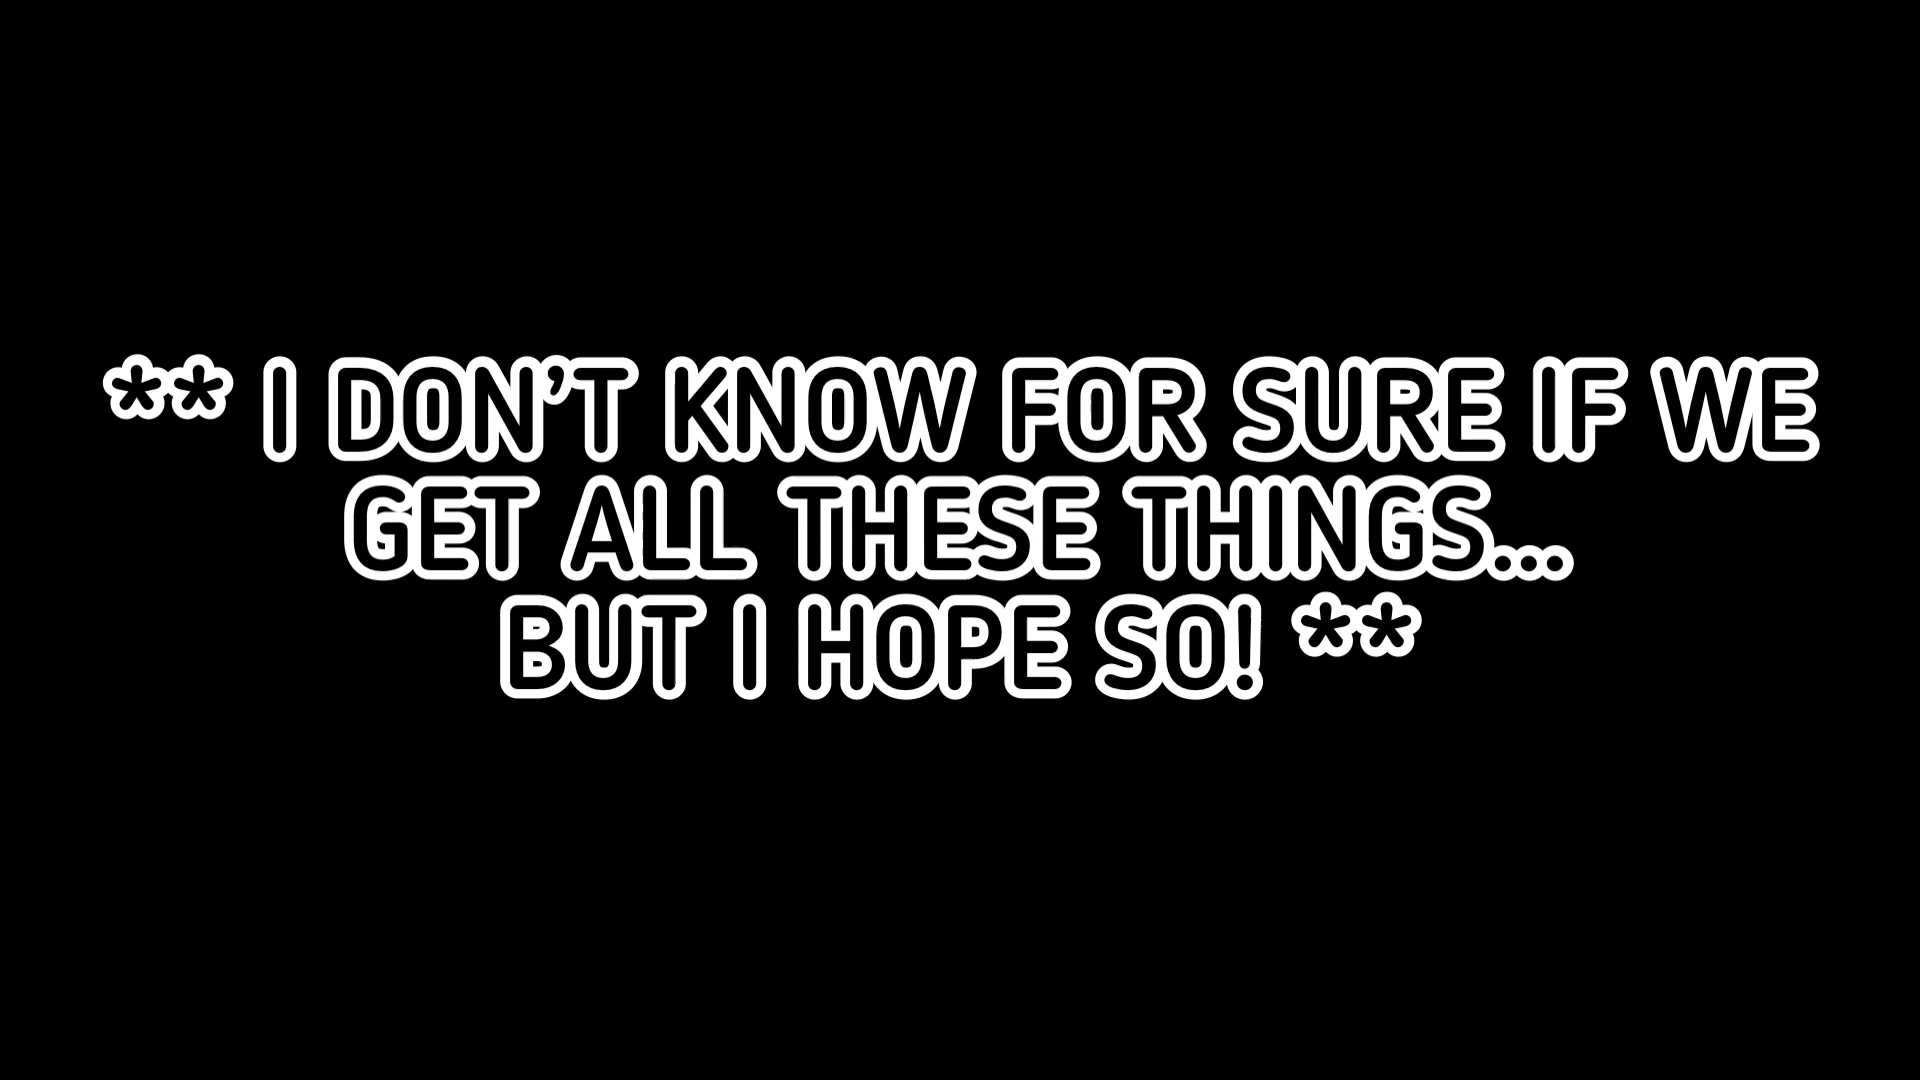 ** I DON’T KNOW FOR SURE IF WE
GET ALL THESE THINGS...
BUT I HOPE SO! **